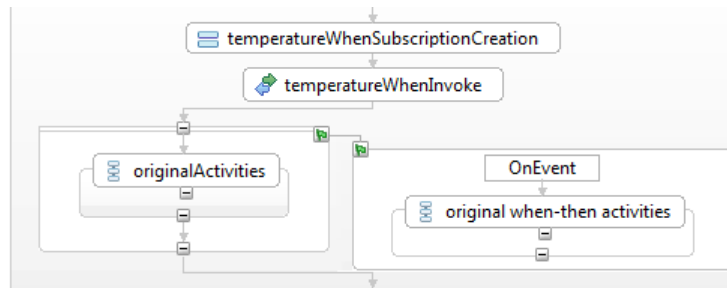 temperatureWhenSubscriptionCreation
temperatureWhenInvoke
originalActivities
OnEvent
original when-then activities